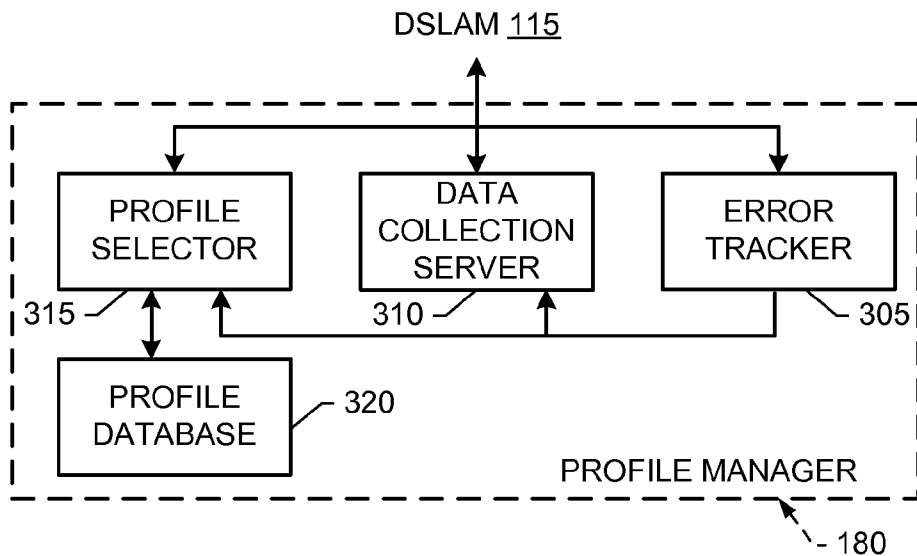 DSLAM 115
PROFILE
SELECTOR
315
DATA
COLLECTION
SERVER
310
ERROR
TRACKER
305
PROFILE
DATABASE
320
PROFILE MANAGER
180